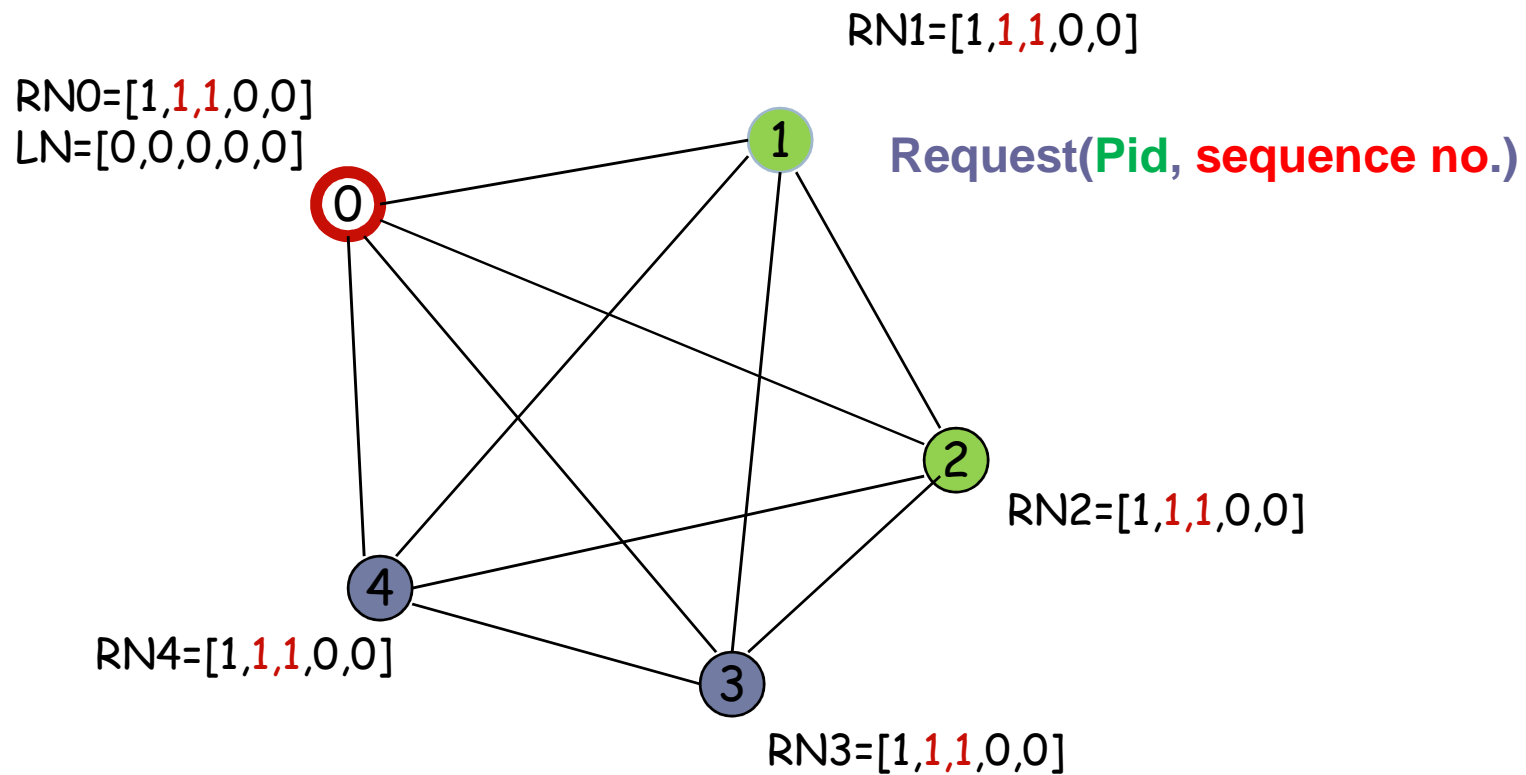 RN1=[1,1,1,0,0]
RN0=[1,1,1,0,0]
LN=[0,0,0,0,0]
1
Request(Pid, sequence no.)
0
2
RN2=[1,1,1,0,0]
4
RN4=[1,1,1,0,0]
3
RN3=[1,1,1,0,0]